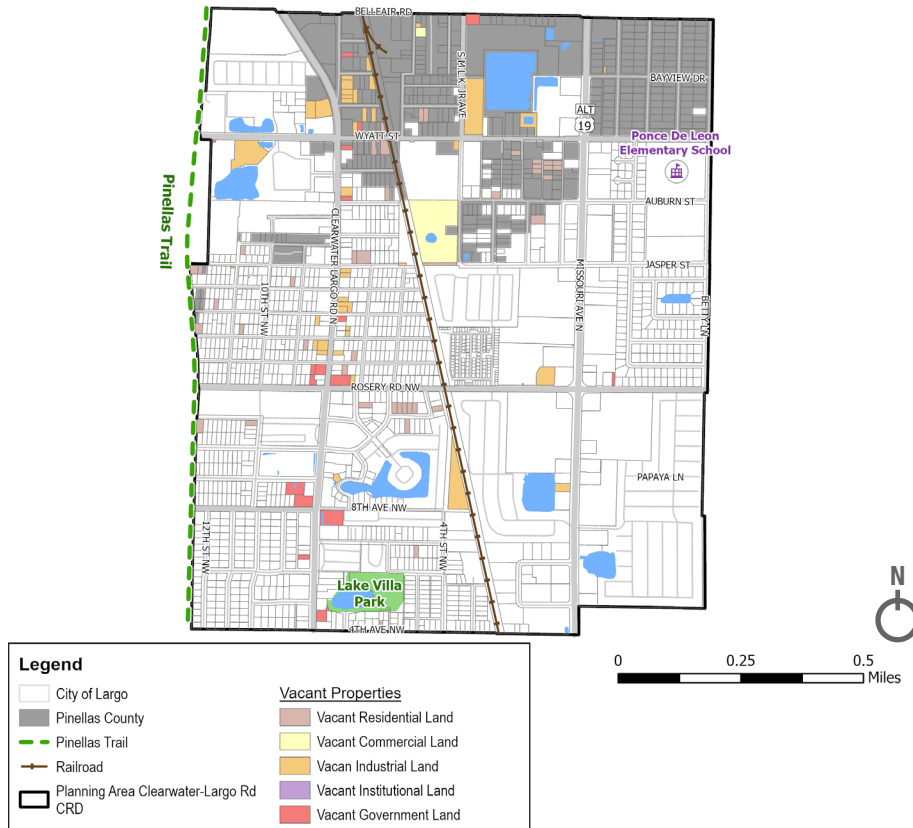 BELLEAIR RD
S M.L.K. JR AVE
BAYVIEW DR
ALT
19
WYATT ST
Ponce De Leon
Elementary School
Pinellas Trail
AUBURN ST
CLEARWATER LARGO RD N
JASPER ST
MISSOURI AVE N
10TH ST NW
BETTY LN
ROSERY RD NW
PAPAYA LN
8TH AVE NW
12TH ST NW
4TH ST NW
Lake Villa
Park
4TH AVE NW
N
0
0.25
0.5
Miles
Legend
City of Largo
Pinellas County
Pinellas Trail
Railroad
Planning Area Clearwater-Largo Rd
CRD
Vacant Properties
Vacant Residential Land
Vacant Commercial Land
Vacan Industrial Land
Vacant Institutional Land
Vacant Government Land